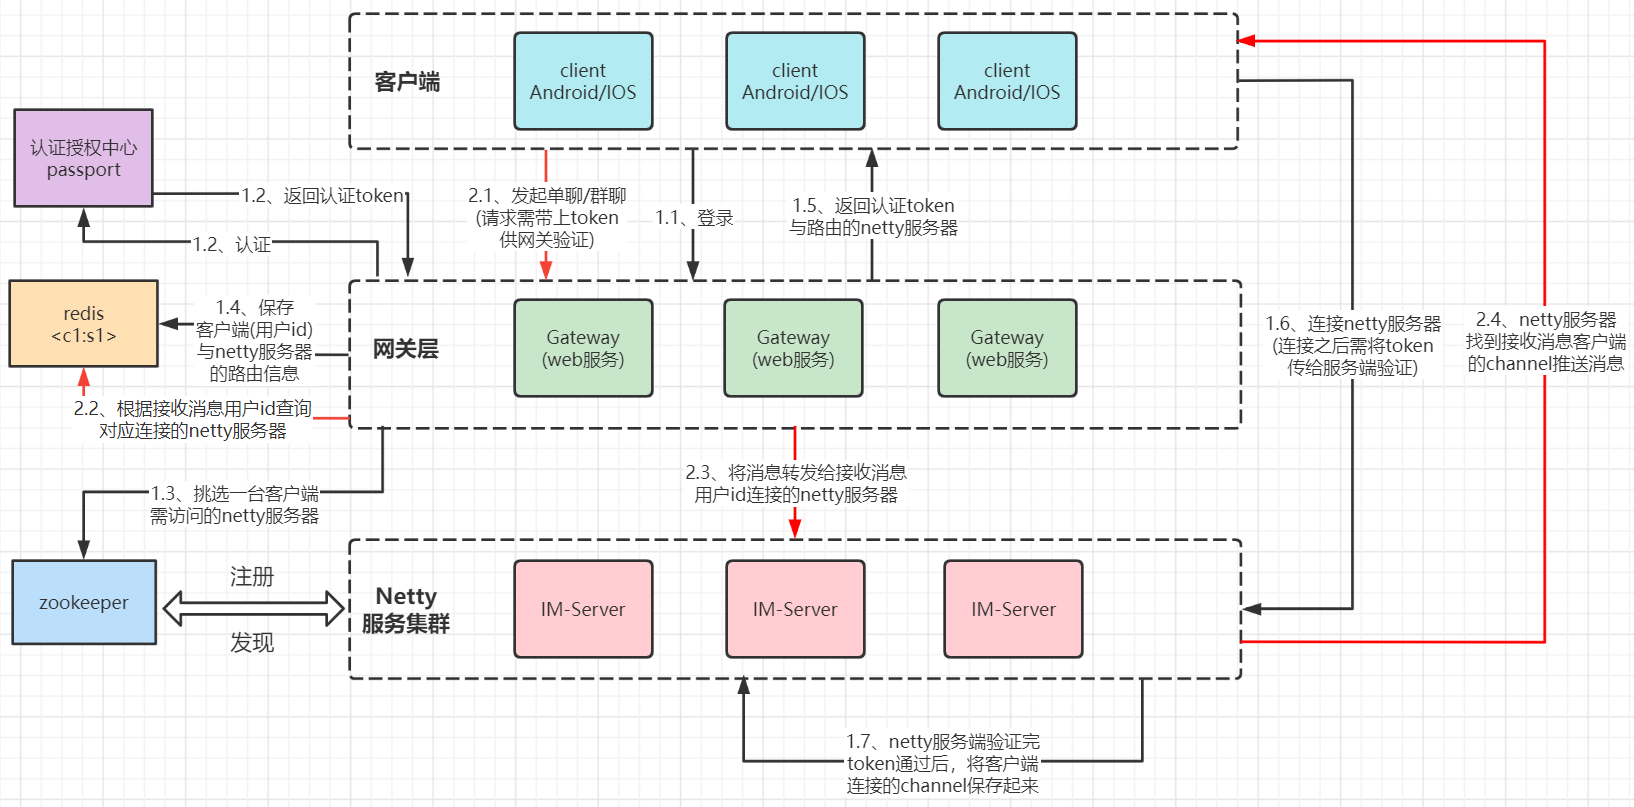 客户端
client
Android/IOS
client
Android/IOS
client
Android/IOS
认证授权中心
passport
1.2、返回认证token
1.2、认证
2.1、发起单聊/群聊
(请求需带上token
供网关验证)
1.1、登录
1.5、返回认证token
与路由的netty服务器
redis
<c1:s1>
1.4、保存
客户端(用户id)
与netty服务器
的路由信息
网关层
Gateway
(web服务)
Gateway
(web服务)
Gateway
(web服务)
1.6、连接netty服务器
(连接之后需将token
传给服务端验证)
2.4、netty服务器
找到接收消息客户端
的channel推送消息
2.2、根据接收消息用户id查询
对应连接的netty服务器
1.3、挑选一台客户端
需访问的netty服务器
2.3、将消息转发给接收消息
用户id连接的netty服务器
zookeeper
注册
发现
Netty
服务集群
IM-Server
IM-Server
IM-Server
1.7、netty服务端验证完
token通过后，将客户端
连接的channel保存起来